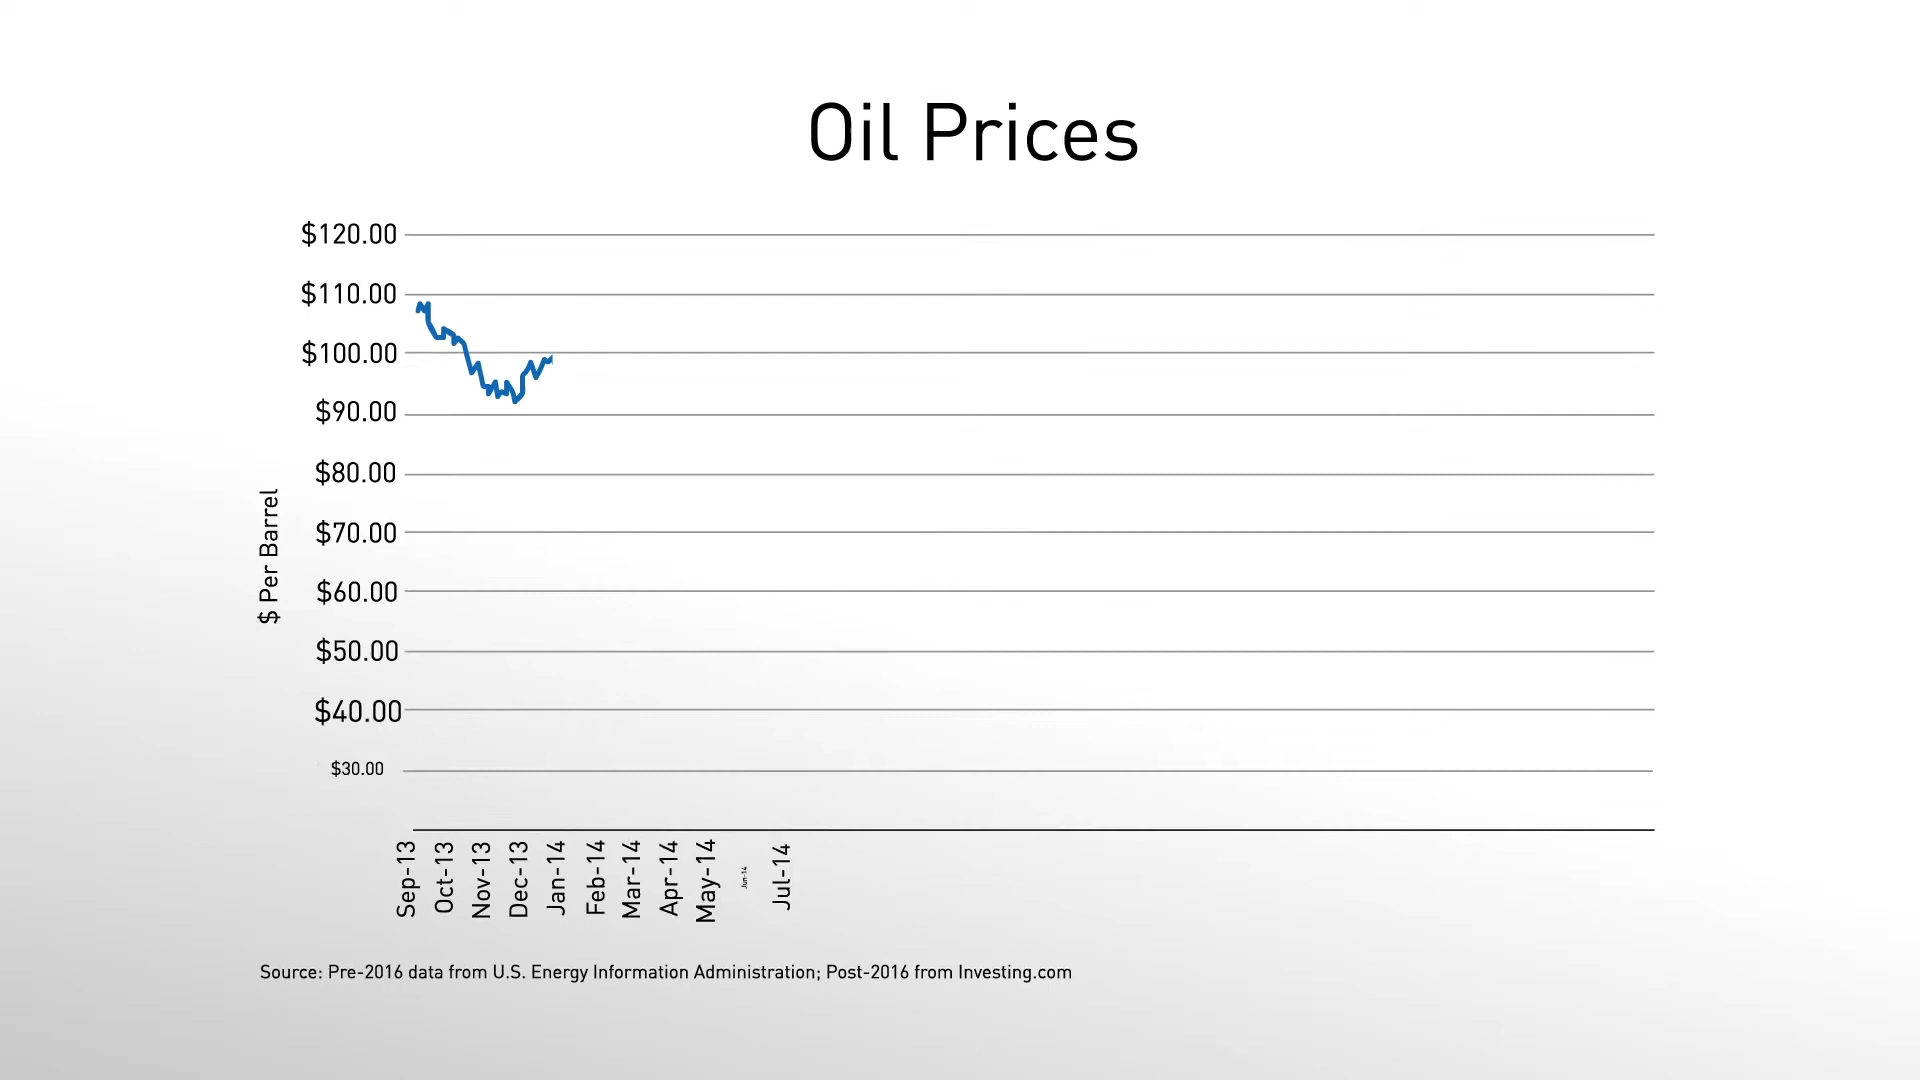 Oil Prices
$120.00
$110.00
$100.00
$90.00
$80.00
$70.00
$60.00
$50.00
$40.00
$30.00
$ Per Barrel
Sep-13
Oct-13
Nov-13
Dec-13
Jan-14
Feb-14
Mar-14
Apr-14
May-14
Jun-14
Jul-14
Source: Pre-2016 data from U.S. Energy Information Administration; Post-2016 from Investing.com